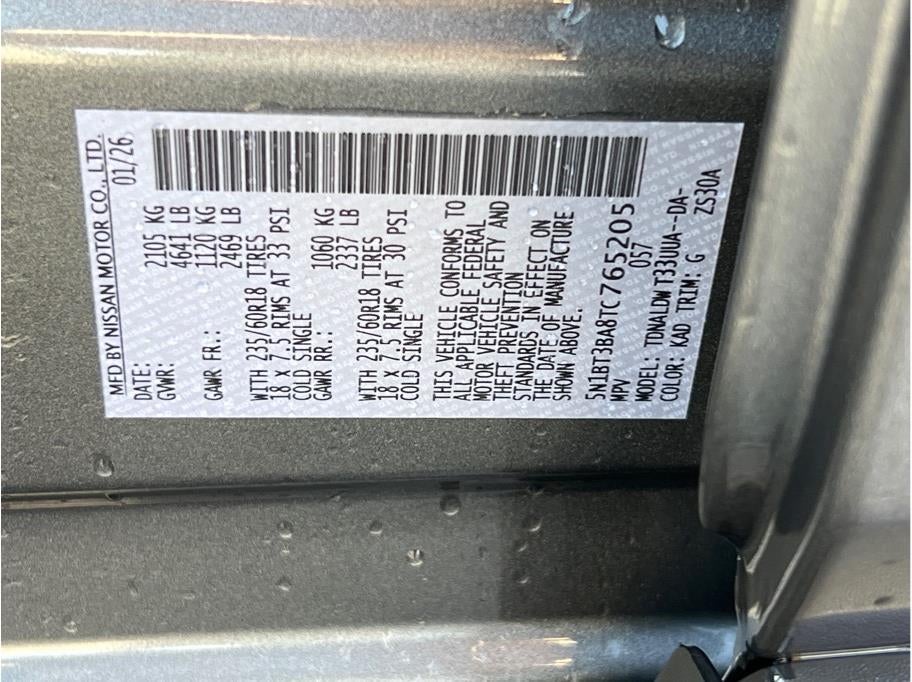 MFD BY NISSAN MOTOR CO., LTD.
DATE: 01/26
GVWR: 2105 KG
4641 LB
GAWR FR.: 1120 KG
2469 LB
WITH 235/60R18 TIRES
18 X 7.5 RIMS AT 33 PSI
COLD SINGLE
GAWR RR.: 1060 KG
2337 LB
WITH 235/60R18 TIRES
18 X 7.5 RIMS AT 30 PSI
COLD SINGLE
THIS VEHICLE CONFORMS TO
ALL APPLICABLE FEDERAL
MOTOR VEHICLE SAFETY AND
THEFT PREVENTION
STANDARDS IN EFFECT ON
THE DATE OF MANUFACTURE
SHOWN ABOVE.
5N1BT3BA8TC765205
MPV 057
MODEL: TDNALDW T33UUA--DA-
COLOR: KAD TRIM: G ZS30A